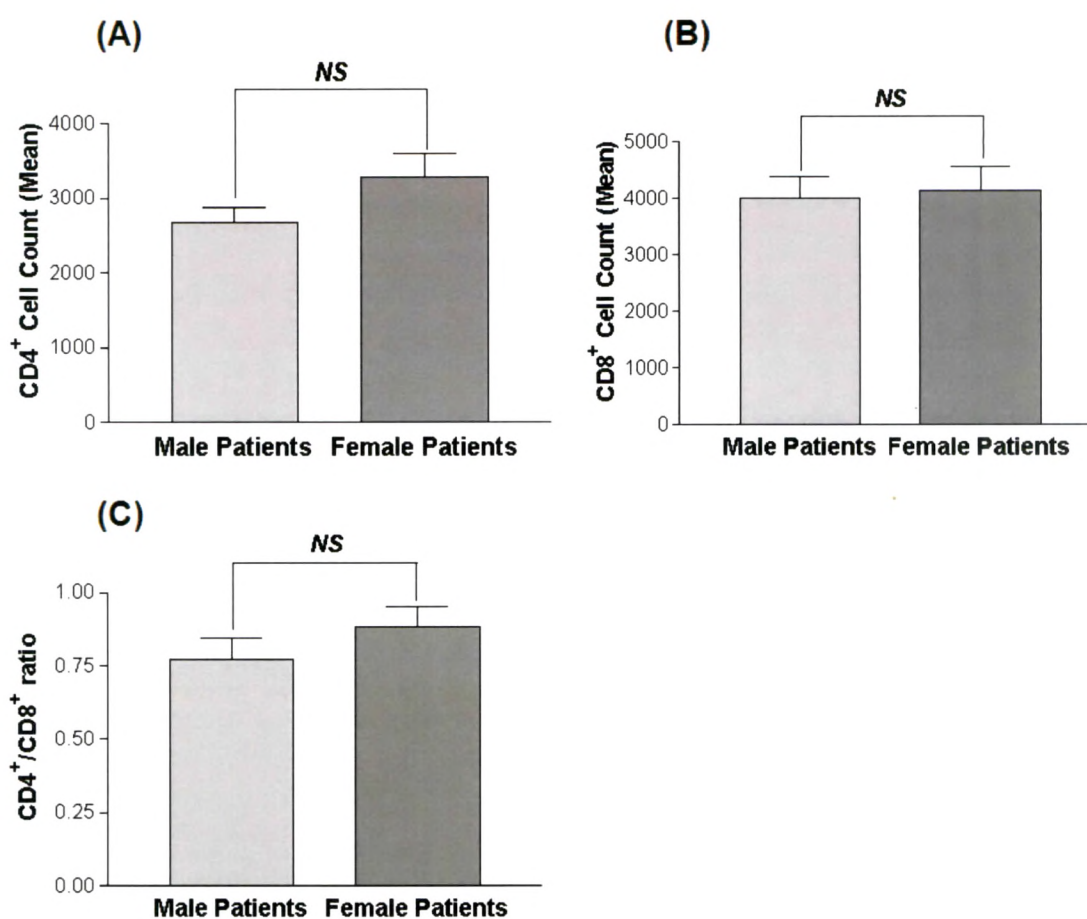 (A)
NS
CD4+ Cell Count (Mean)
4000
3000
2000
1000
0
Male Patients Female Patients
(B)
NS
CD8+ Cell Count (Mean)
5000
4000
3000
2000
1000
0
Male Patients Female Patients
(C)
NS
CD4+/CD8+ ratio
1.00
0.75
0.50
0.25
0.00
Male Patients Female Patients